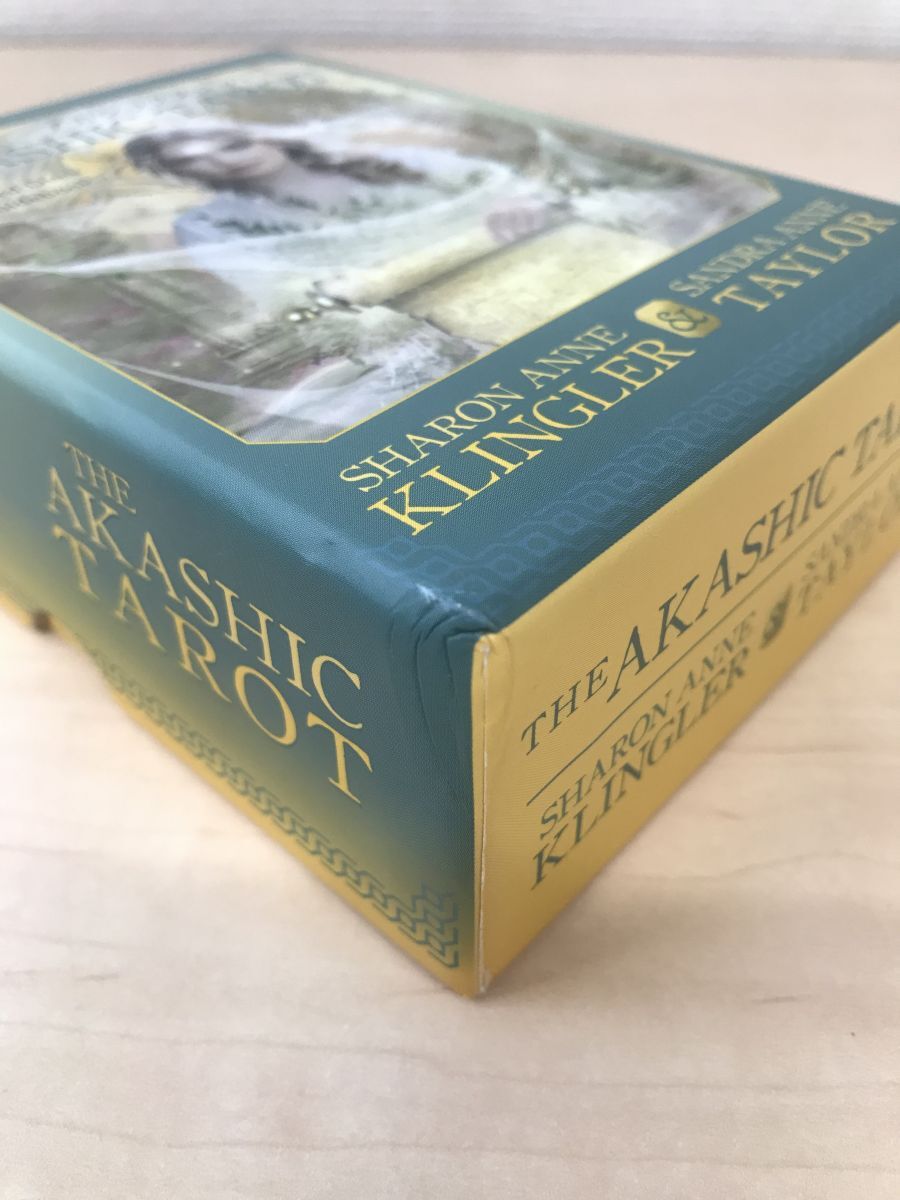 SHARON ANNE
KLINGLER
&
SANDRA ANNE
TAYLOR
THE
AKASHIC
TAROT
THE AKASHIC
SHARON ANNE
KLINGLER